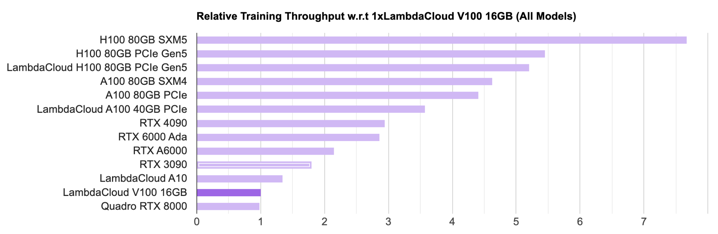 Relative Training Throughput w.r.t 1xLambdaCloud V100 16GB (All Models)
H100 80GB SXM5
H100 80GB PCIe Gen5
LambdaCloud H100 80GB PCIe Gen5
A100 80GB SXM4
A100 80GB PCIe
LambdaCloud A100 40GB PCIe
RTX 4090
RTX 6000 Ada
RTX A6000
RTX 3090
LambdaCloud A10
LambdaCloud V100 16GB
Quadro RTX 8000
0 1 2 3 4 5 6 7